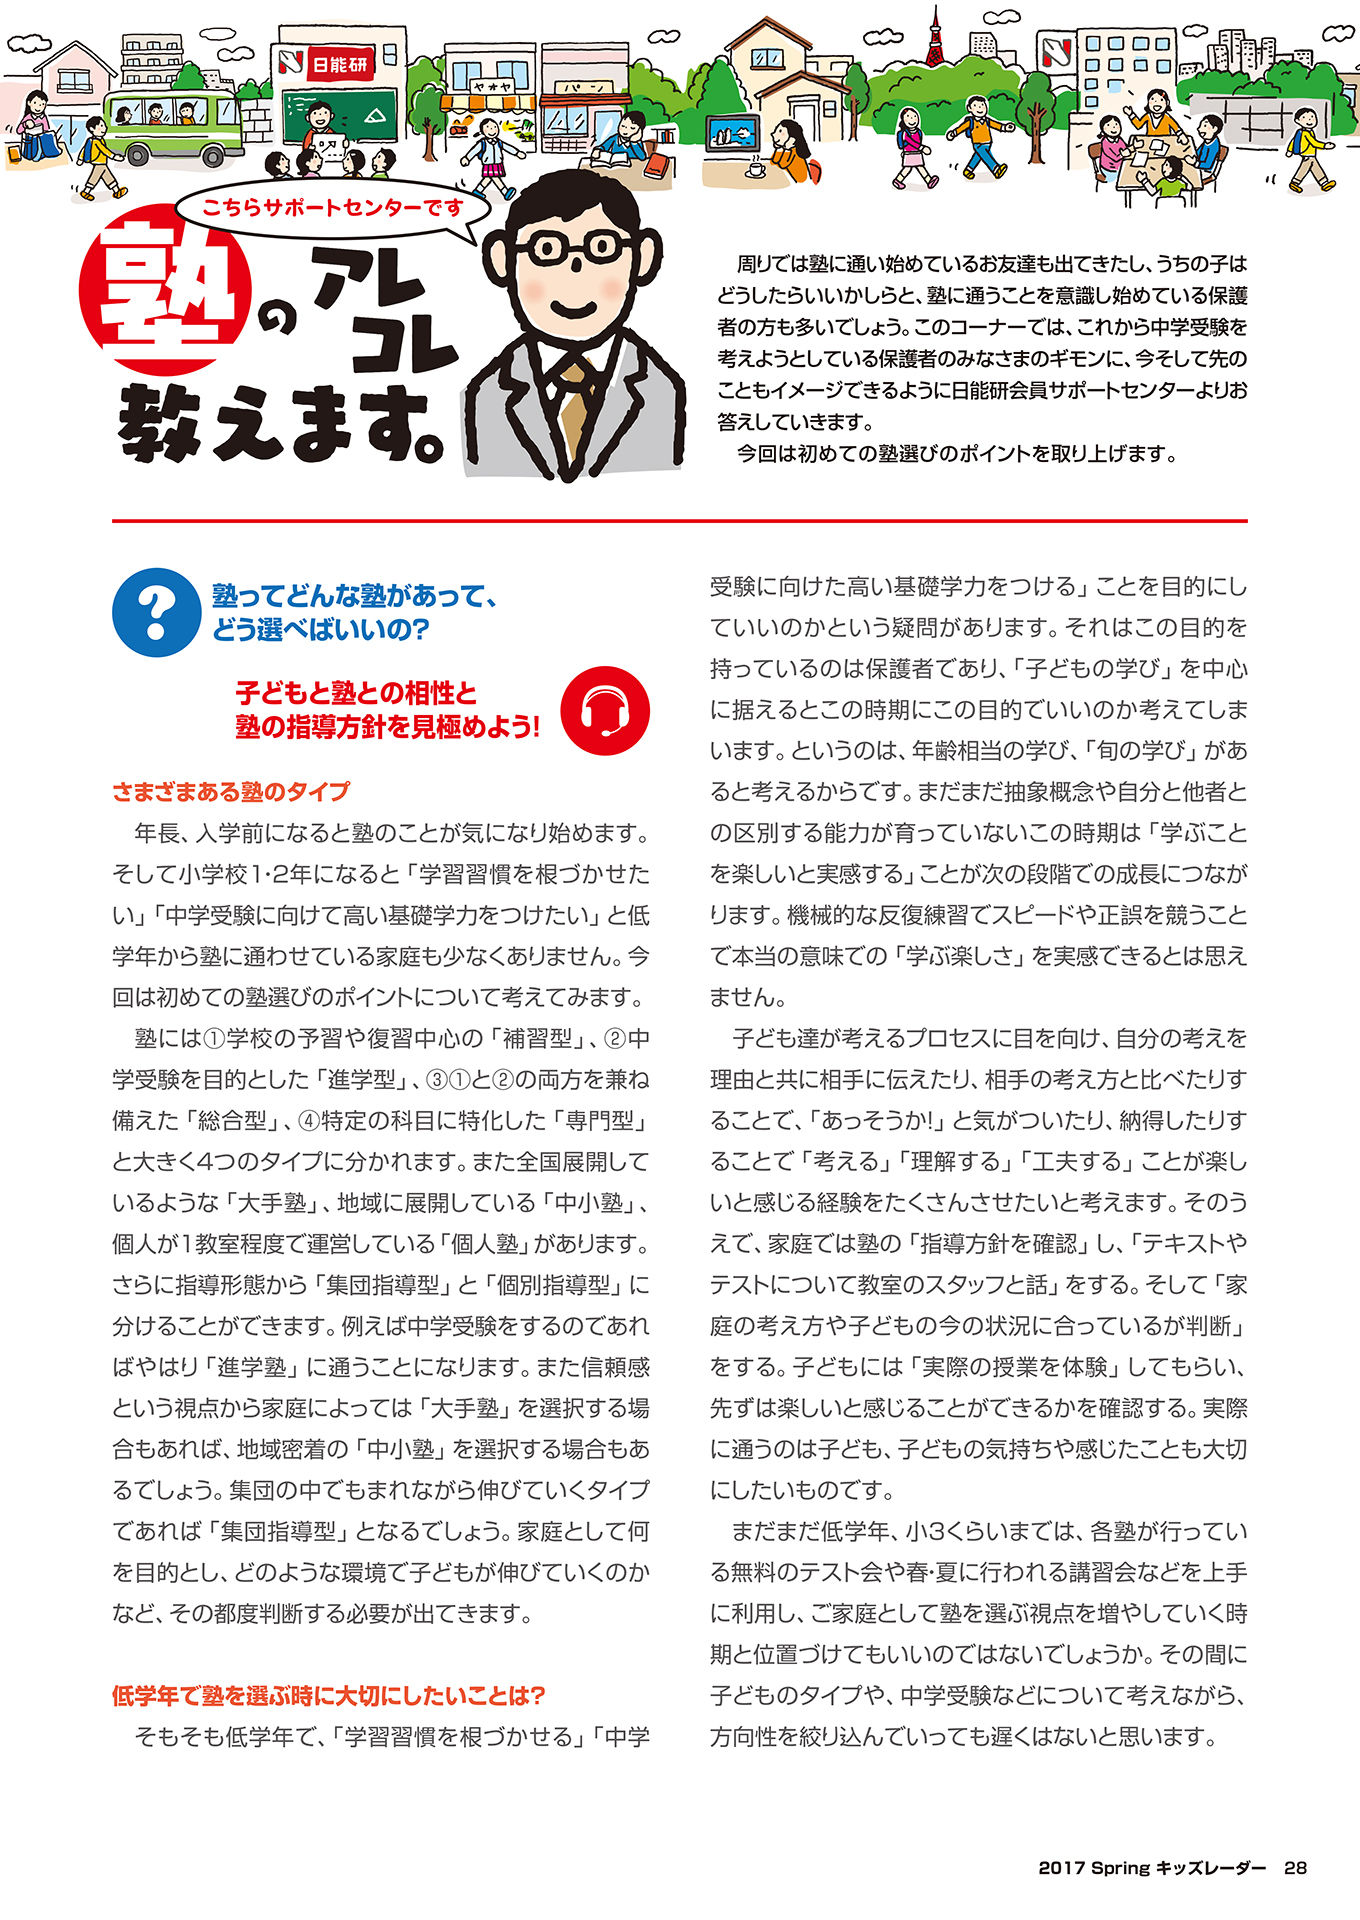 日能研
ヤオヤ
パン
こちらサポートセンターです
塾のアレ
コレ
教えます。
周りでは塾に通い始めているお友達も出てきたし、うちの子は
どうしたらいいかしらと、塾に通うことを意識し始めている保護
者の方も多いでしょう。このコーナーでは、これから中学受験を
考えようとしている保護者のみなさまのギモンに、今そして先の
こともイメージできるように日能研会員サポートセンターよりお
答えしていきます。
今回は初めての塾選びのポイントを取り上げます。
?
塾ってどんな塾があって、
どう選べばいいの?
子どもと塾との相性と
塾の指導方針を見極めよう!
さまざまある塾のタイプ
年長、入学前になると塾のことが気になり始めます。
そして小学校1・2年になると「学習習慣を根づかせた
い」「中学受験に向けて高い基礎学力をつけたい」と低
学年から塾に通わせている家庭も少なくありません。今
回は初めての塾選びのポイントについて考えてみます。
塾には①学校の予習や復習中心の「補習型」、②中
学受験を目的とした「進学型」、③①と②の両方を兼ね
備えた「総合型」、④特定の科目に特化した「専門型」
と大きく4つのタイプに分かれます。また全国展開して
いるような「大手塾」、地域に展開している「中小塾」、
個人が1教室程度で運営している「個人塾」があります。
さらに指導形態から「集団指導型」と「個別指導型」に
分けることができます。例えば中学受験をするのであれ
ばやはり「進学塾」に通うことになります。また信頼感
という視点から家庭によっては「大手塾」を選択する場
合もあれば、地域密着の「中小塾」を選択する場合もあ
るでしょう。集団の中でもまれながら伸びていくタイプ
であれば「集団指導型」となるでしょう。家庭として何
を目的とし、どのような環境で子どもが伸びていくのか
など、その都度判断する必要が出てきます。
低学年で塾を選ぶ時に大切にしたいことは?
そもそも低学年で、「学習習慣を根づかせる」「中学
受験に向けた高い基礎学力をつける」ことを目的にし
ていいのかという疑問があります。それはこの目的を
持っているのは保護者であり、「子どもの学び」を中心
に据えるとこの時期にこの目的でいいのか考えてしま
います。というのは、年齢相当の学び、「旬の学び」があ
ると考えるからです。まだまだ抽象概念や自分と他者と
の区別する能力が育っていないこの時期は「学ぶこと
を楽しいと実感する」ことが次の段階での成長につなが
ります。機械的な反復練習でスピードや正誤を競うこと
で本当の意味での「学ぶ楽しさ」を実感できるとは思え
ません。
子ども達が考えるプロセスに目を向け、自分の考えを
理由と共に相手に伝えたり、相手の考え方と比べたりす
ることで、「あっそうか!」と気がついたり、納得したりす
ることで「考える」「理解する」「工夫する」ことが楽し
いと感じる経験をたくさんさせたいと考えます。そのう
えで、家庭では塾の「指導方針を確認」し、「テキストや
テストについて教室のスタッフと話」をする。そして「家
庭の考え方や子どもの今の状況に合っているが判断」
をする。子どもには「実際の授業を体験」してもらい、
先ずは楽しいと感じることができるかを確認する。実際
に通うのは子ども、子どもの気持ちや感じたことも大切
にしたいものです。
まだまだ低学年、小3くらいまでは、各塾が行ってい
る無料のテスト会や春・夏に行われる講習会などを上手
に利用し、ご家庭として塾を選ぶ視点を増やしていく時
期と位置づけてもいいのではないでしょうか。その間に
子どものタイプや、中学受験などについて考えながら、
方向性を絞り込んでいっても遅くはないと思います。
2017 Spring キッズレーダー 28